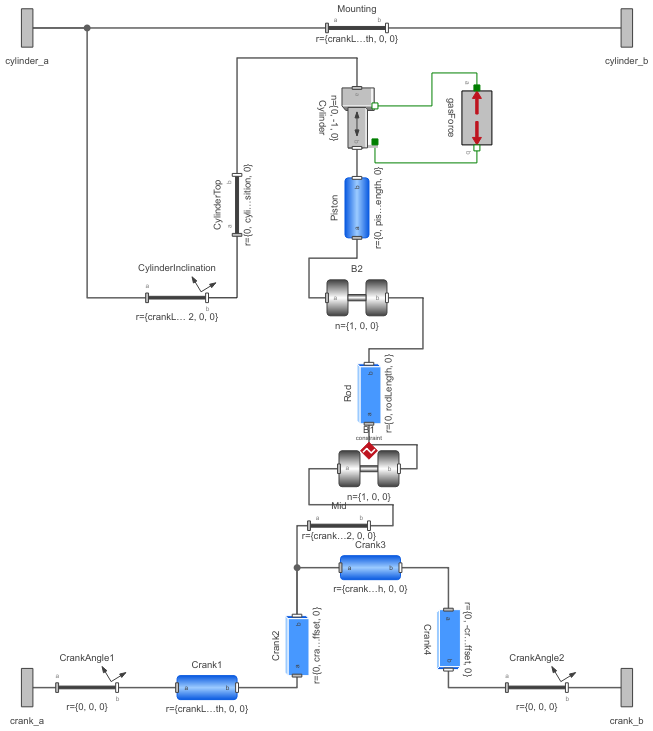 Mounting
a
b
r={crankL...th, 0, 0}
cylinder_a
cylinder_b
Cylinder
n={0, -1, 0}
gasForce
a
b
CylinderTop
a
b
r={0, cyli...sition, 0}
Piston
a
b
r={0, pis...ength, 0}
CylinderInclination
a
b
r={crankL... 2, 0, 0}
B2
a
b
n={1, 0, 0}
Rod
a
b
r={0, rodLength, 0}
B1
constraint
a
b
n={1, 0, 0}
Mid
a
b
r={crank...2, 0, 0}
Crank3
a
b
r={crank...h, 0, 0}
Crank2
a
b
r={0, cra...ffset, 0}
Crank4
a
b
r={0, -cr...ffset, 0}
CrankAngle1
a
b
r={0, 0, 0}
Crank1
a
b
r={crankL...th, 0, 0}
CrankAngle2
a
b
r={0, 0, 0}
crank_a
crank_b